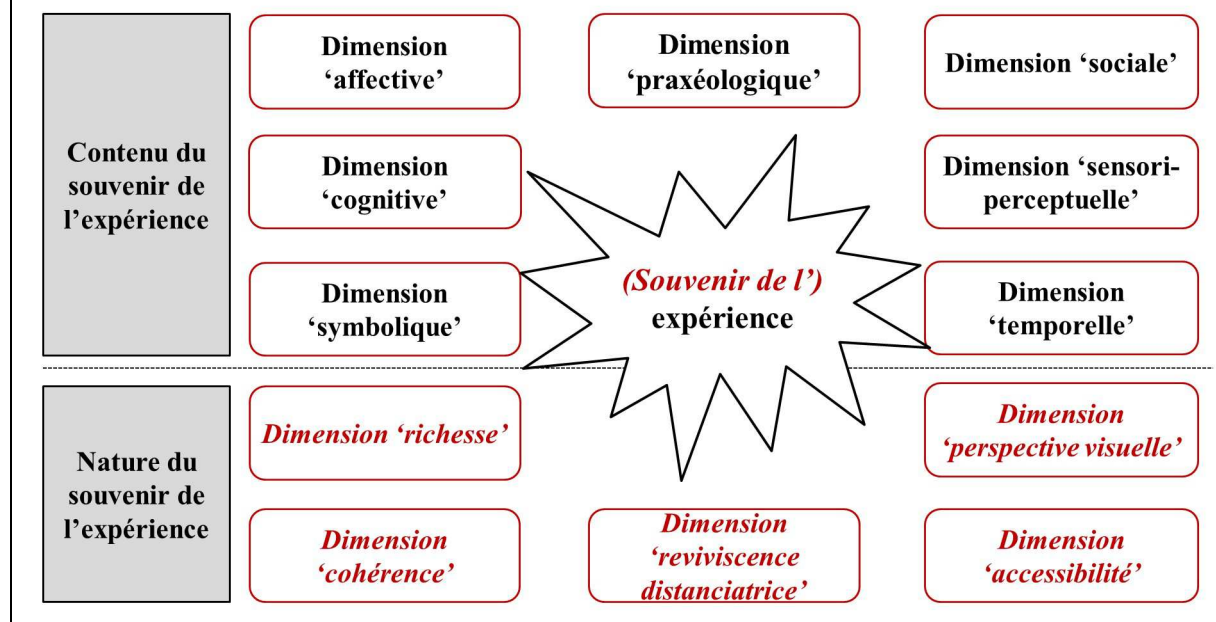 Contenu du
souvenir de
l’expérience
Dimension
‘affective’
Dimension
‘praxéologique’
Dimension ‘sociale’
Dimension
‘cognitive’
Dimension ‘sensori-
perceptuelle’
Dimension
‘symbolique’
(Souvenir de l’)
expérience
Dimension
‘temporelle’
Nature du
souvenir de
l’expérience
Dimension ‘richesse’
Dimension
‘perspective visuelle’
Dimension
‘cohérence’
Dimension
‘reviviscence
distanciatrice’
Dimension
‘accessibilité’